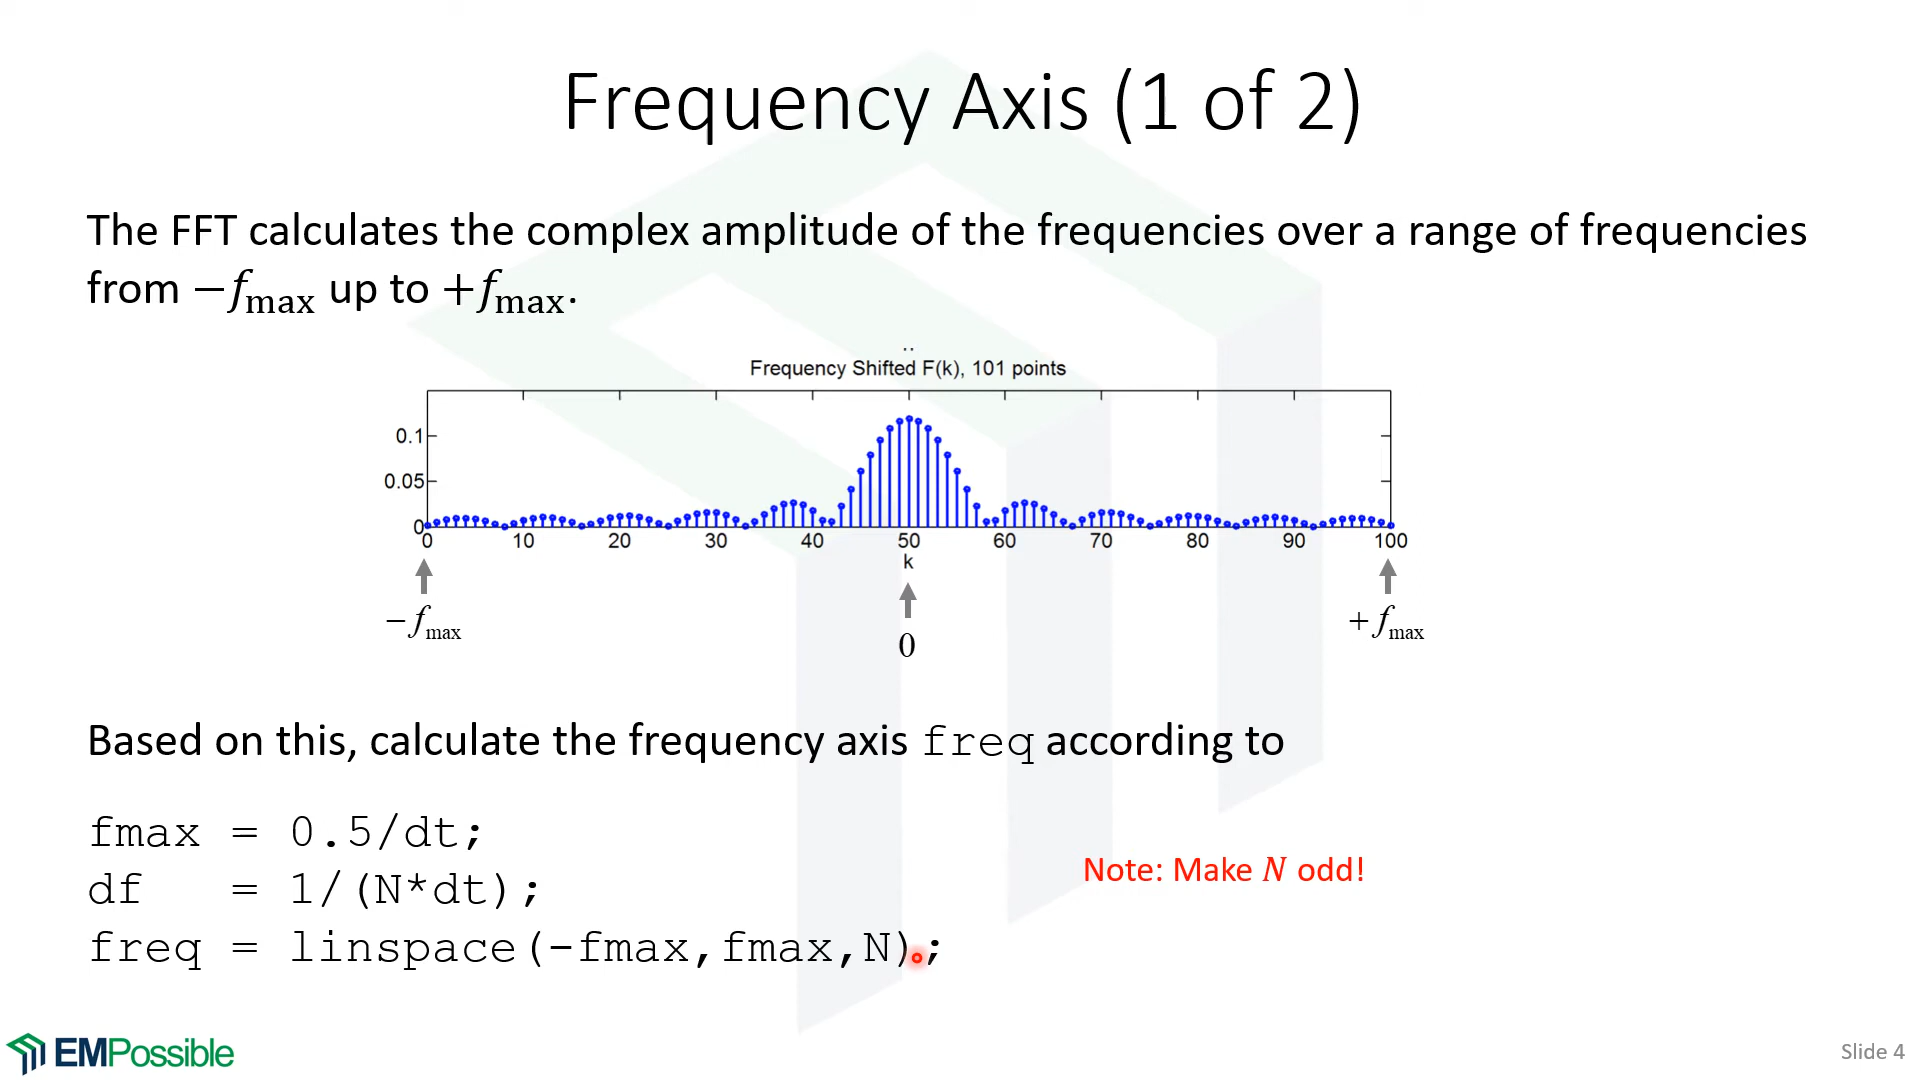 Frequency Axis (1 of 2)
The FFT calculates the complex amplitude of the frequencies over a range of frequencies
from −fmax up to +fmax.
Frequency Shifted F(k), 101 points
0.1
0.05
0
0 10 20 30 40 50 60 70 80 90 100
k
−fmax
0
+fmax
Based on this, calculate the frequency axis freq according to
fmax = 0.5/dt;
df = 1/(N*dt);
freq = linspace(-fmax,fmax,N);
Note: Make N odd!
EMPossible
Slide 4